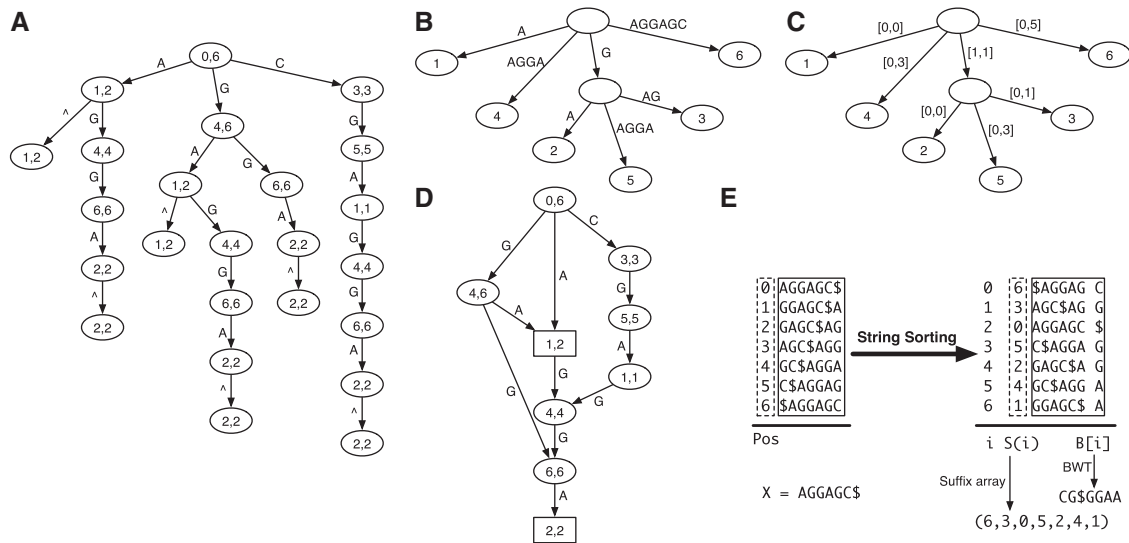 A
0,6
A
G
C
1,2
4,6
3,3
^
G
A
G
G
1,2
4,4
1,2
6,6
5,5
G
^
G
A
A
6,6
1,2
4,4
2,2
1,1
A
G
^
G
2,2
6,6
2,2
4,4
^
A
G
2,2
2,2
6,6
^
A
2,2
2,2
^
2,2
B
A
AGGA
G
AGGAGC
1
4
6
A
AGGA
AG
2
5
3
C
[0,0]
[0,3]
[1,1]
[0,5]
1
4
6
[0,0]
[0,3]
[0,1]
2
5
3
D
0,6
G
A
C
4,6
3,3
A
G
1,2
5,5
G
G
A
1,1
4,4
G
G
6,6
A
2,2
E
0 AGGAGC$
1 GGAGC$A
2 GAGC$AG
3 AGC$AGG
4 GC$AGGA
5 C$AGGAG
6 $AGGAGC
Pos
X = AGGAGC$
String Sorting
0 6 $AGGAG C
1 3 AGC$AG G
2 0 AGGAGC $
3 5 C$AGGA G
4 2 GAGC$A G
5 4 GC$AGG A
6 1 GGAGC$ A
i S(i) B[i]
Suffix array
BWT
CG$GGAA
(6,3,0,5,2,4,1)